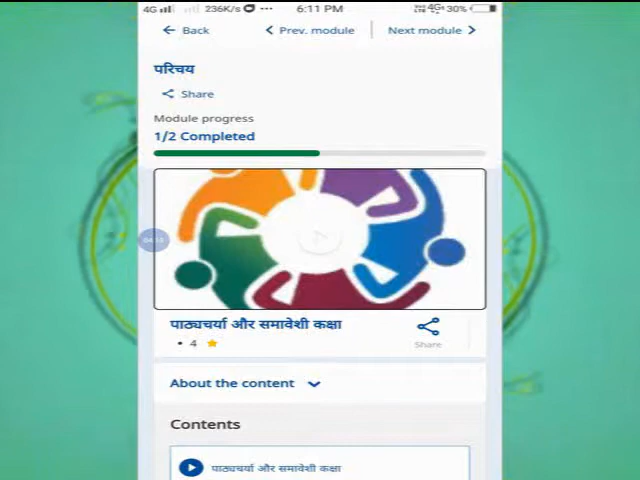 4G 236K/s 6:11 PM 4G 30%
Back Prev. module Next module
परिचय
Share
Module progress
1/2 Completed
पाठ्यचर्या और समावेशी कक्षा
• 4
Share
About the content
Contents
पाठ्यचर्या और समावेशी कक्षा